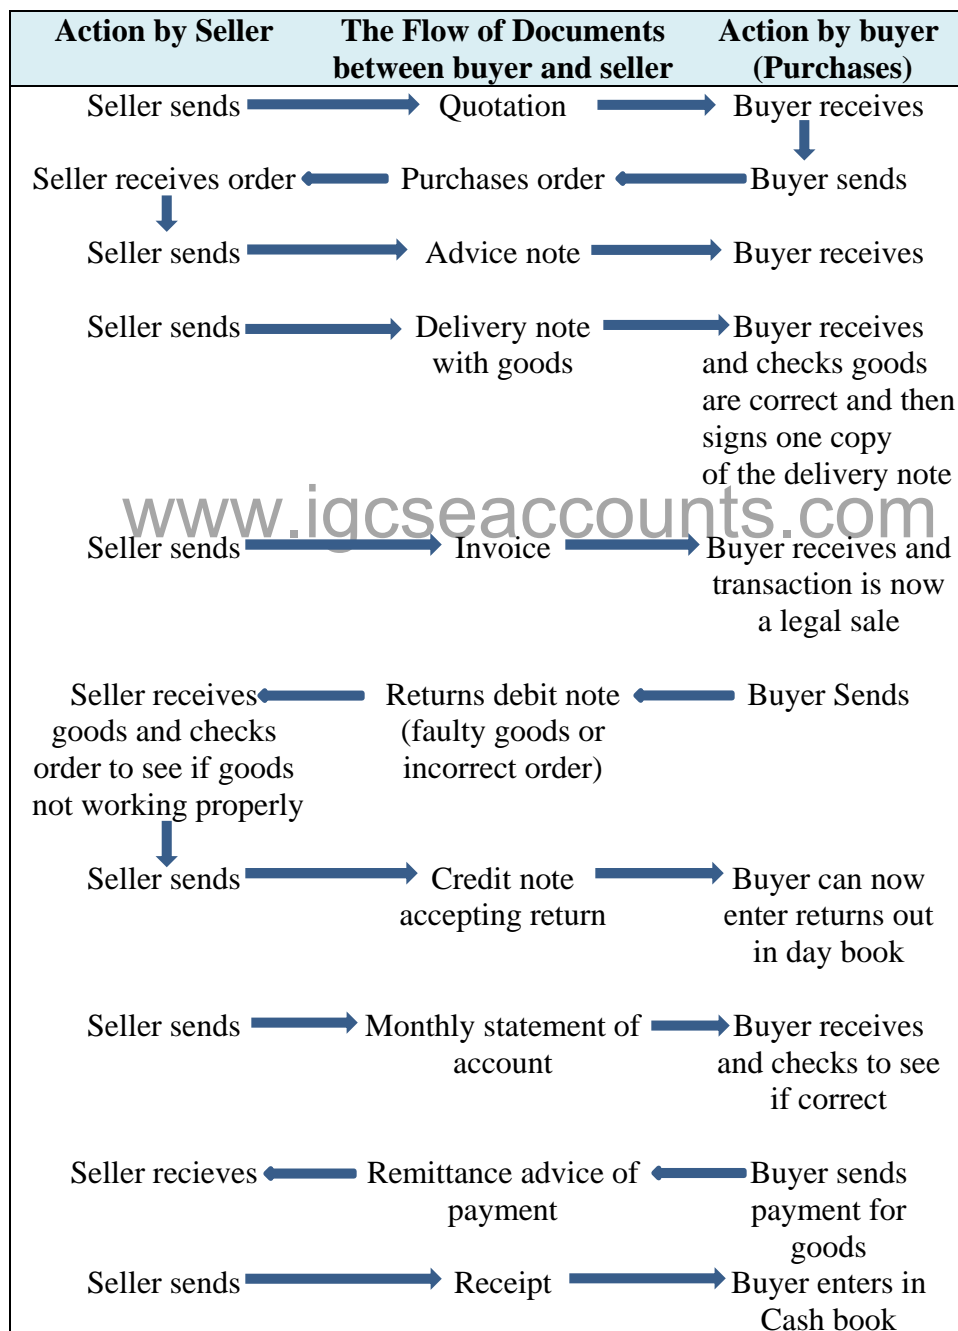 Action by Seller The Flow of Documents Action by buyer
between buyer and seller (Purchases)
Seller sends Quotation Buyer receives
Seller receives order Purchases order Buyer sends
Seller sends Advice note Buyer receives
Seller sends Delivery note Buyer receives
with goods and checks goods
are correct and then
signs one copy
of the delivery note
www.igcseaccounts.com
Seller sends Invoice Buyer receives and
transaction is now
a legal sale
Seller receives Returns debit note Buyer Sends
goods and checks (faulty goods or
order to see if goods incorrect order)
not working properly
Seller sends Credit note Buyer can now
accepting return enter returns out
in day book
Seller sends Monthly statement of Buyer receives
account and checks to see
if correct
Seller recieves Remittance advice of Buyer sends
payment payment for
goods
Seller sends Receipt Buyer enters in
Cash book